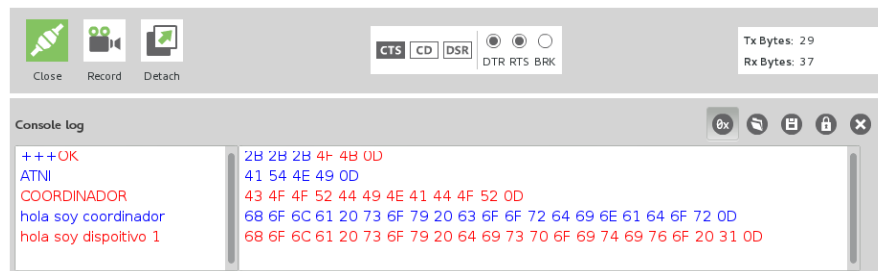 Close Record Detach
CTS CD DSR
DTR RTS BRK
Tx Bytes: 29
Rx Bytes: 37
Console log
0x
+++OK
ATNI
COORDINADOR
hola soy coordinador
hola soy dispoitivo 1
2B 2B 2B 4F 4B 0D
41 54 4E 49 0D
43 4F 4F 52 44 49 4E 41 44 4F 52 0D
68 6F 6C 61 20 73 6F 79 20 63 6F 6F 72 64 69 6E 61 64 6F 72 0D
68 6F 6C 61 20 73 6F 79 20 64 69 73 70 6F 69 74 69 76 6F 20 31 0D